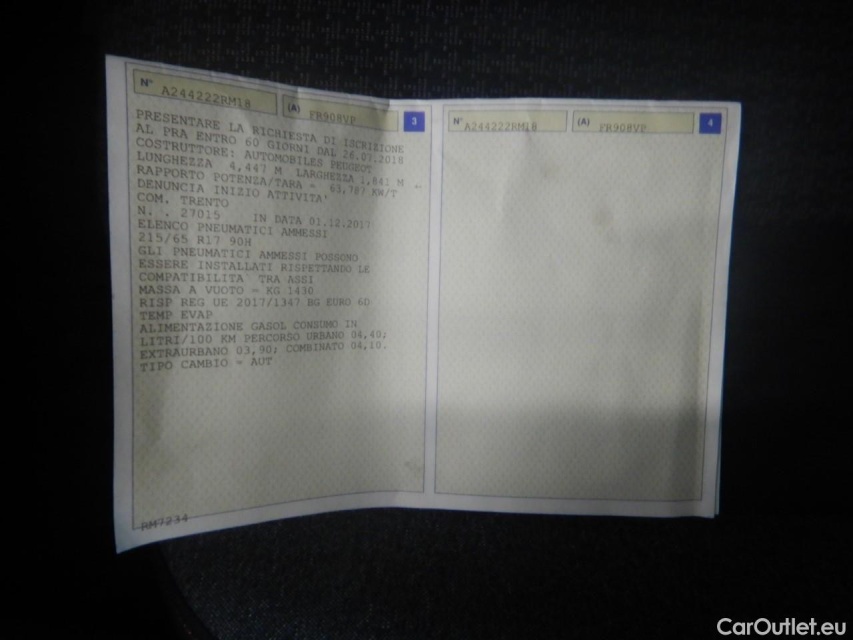 N° A244222RM18
(A) FR908VP
3
PRESENTARE LA RICHIESTA DI ISCRIZIONE
AL PRA ENTRO 60 GIORNI DAL 26.07.2018
COSTRUTTORE: AUTOMOBILES PEUGEOT
LUNGHEZZA 4,447 M LARGHEZZA 1,841 M -
RAPPORTO POTENZA/TARA = 63,787 KW/T
DENUNCIA INIZIO ATTIVITA'
COM. TRENTO
N. . 27015 IN DATA 01.12.2017
ELENCO PNEUMATICI AMMESSI
215/65 R17 90H
GLI PNEUMATICI AMMESSI POSSONO
ESSERE INSTALLATI RISPETTANDO LE
COMPATIBILITA TRA ASSI
MASSA A VUOTO = KG 1430
RISP REG UE 2017/1347 BG EURO 6D
TEMP EVAP
ALIMENTAZIONE GASOL CONSUMO IN
LITRI/100 KM PERCORSO URBANO 04,40;
EXTRAURBANO 03,90; COMBINATO 04,10.
TIPO CAMBIO = AUT
RM7234
N° A244222RM18
(A) FR908VP
4
CarOutlet.eu